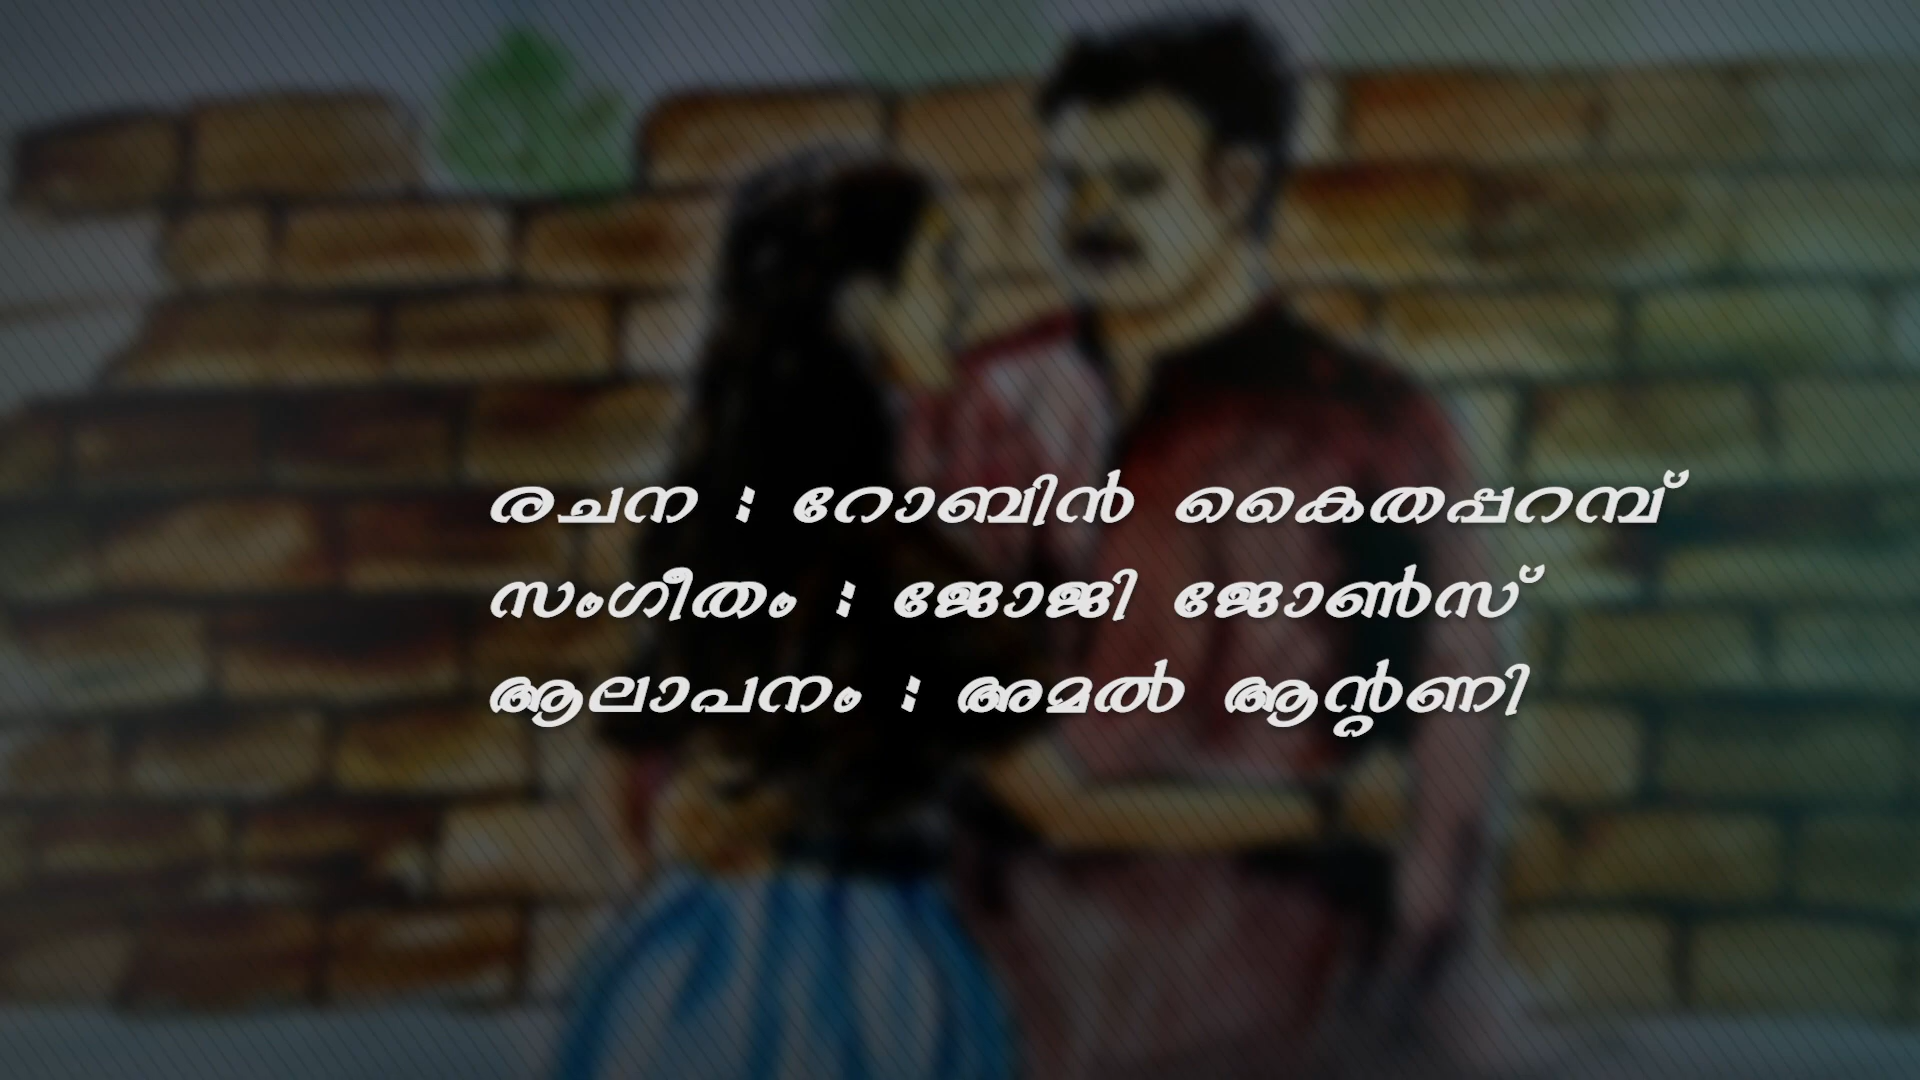 രചന : റോബിൻ കൈതപ്പറമ്പ്
സംഗീതം : ജോജി ജോൺസ്
ആലാപനം : അമൽ ആന്റണി